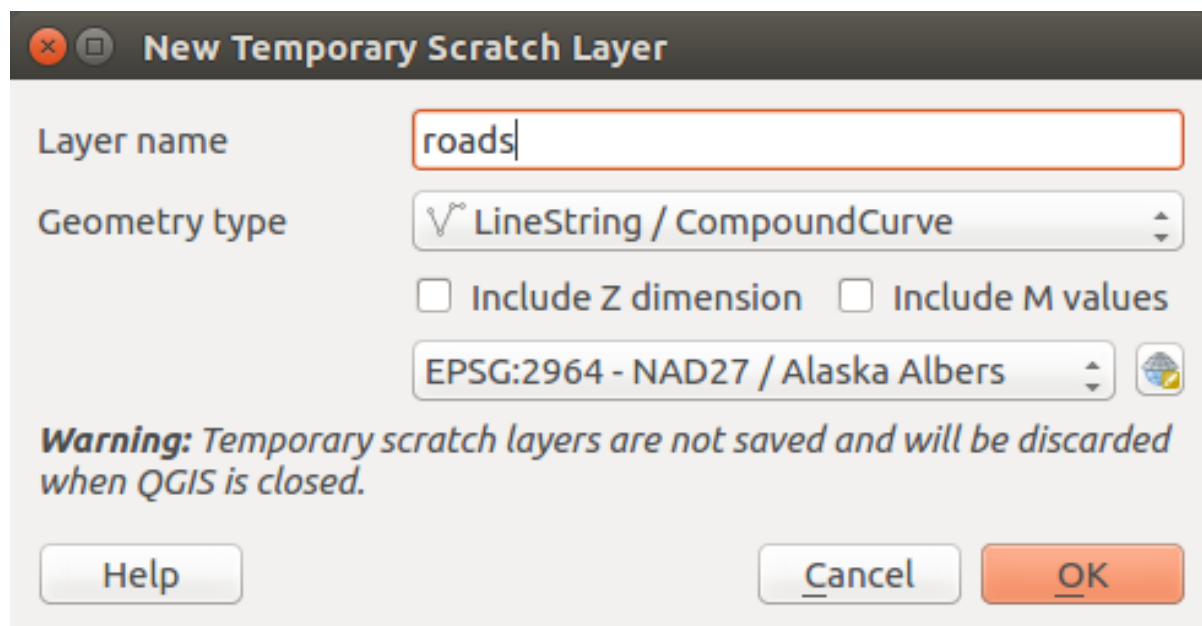 New Temporary Scratch Layer
Layer name roads
Geometry type LineString / CompoundCurve
Include Z dimension Include M values
EPSG:2964 - NAD27 / Alaska Albers
Warning: Temporary scratch layers are not saved and will be discarded
when QGIS is closed.
Help Cancel OK